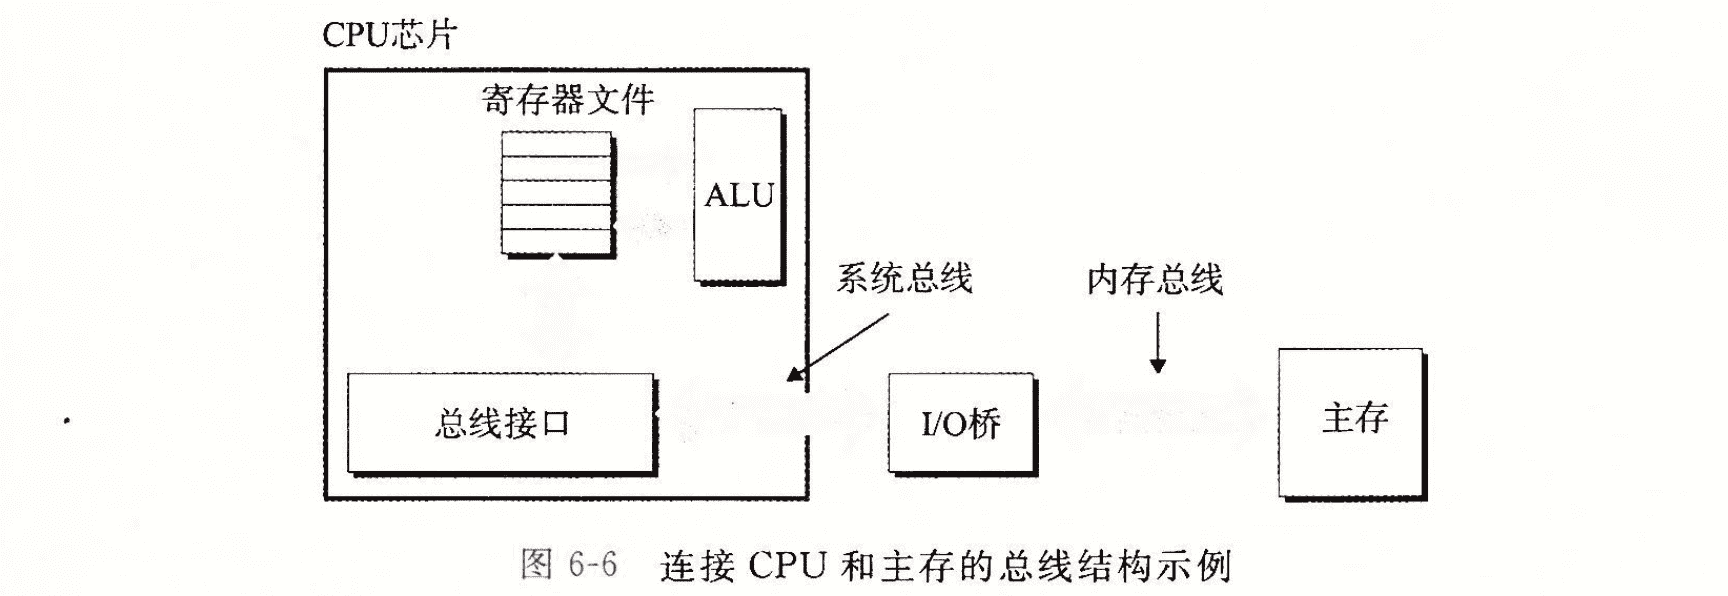 CPU芯片
寄存器文件
ALU
系统总线
内存总线
总线接口
I/O桥
主存
图 6-6 连接 CPU 和主存的总线结构示例